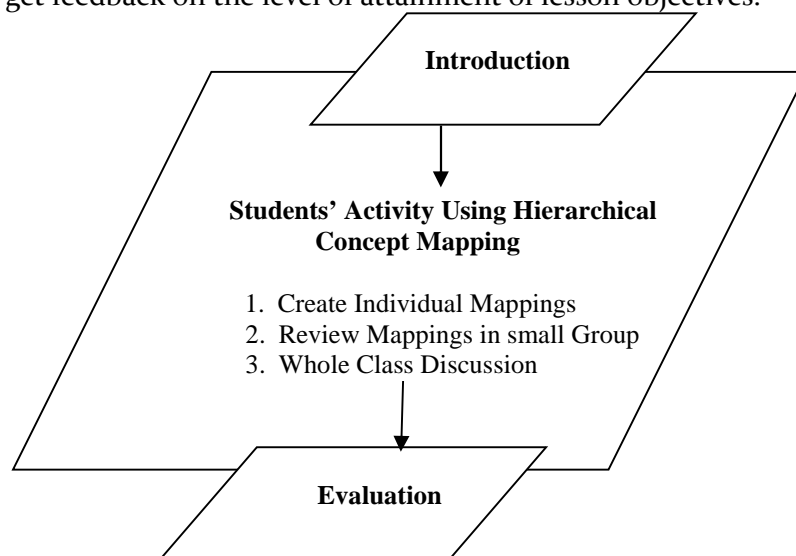 get feedback on the level of attainment of lesson objectives.
Introduction
Students’ Activity Using Hierarchical
Concept Mapping
1. Create Individual Mappings
2. Review Mappings in small Group
3. Whole Class Discussion
Evaluation